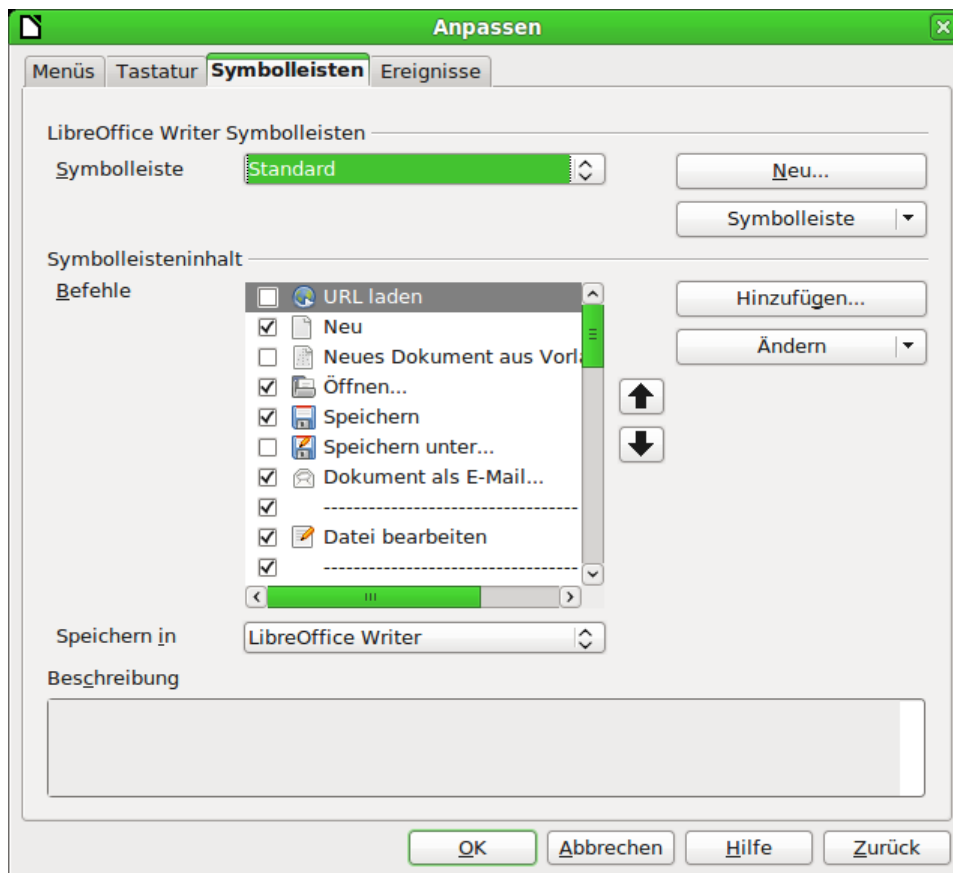 Anpassen
Menüs Tastatur Symbolleisten Ereignisse
LibreOffice Writer Symbolleisten
Symbolleiste Standard Neu...
Symbolleiste
Symbolleisteninhalt
Befehle URL laden Hinzufügen...
Neu
Neues Dokument aus Vorl
Ändern
Öffnen...
Speichern
Speichern unter...
Dokument als E-Mail...
----------------------------------
Datei bearbeiten
----------------------------------
Speichern in LibreOffice Writer
Beschreibung
OK Abbrechen Hilfe Zurück